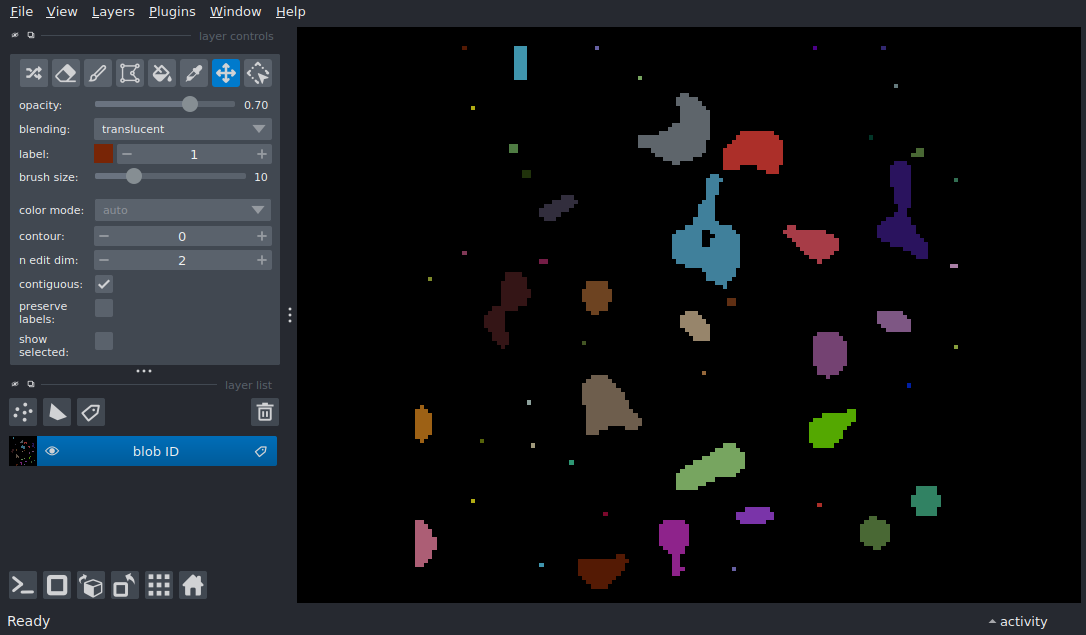 File View Layers Plugins Window Help
layer controls
opacity: 0.70
blending: translucent
label: 1
brush size: 10
color mode: auto
contour: 0
n edit dim: 2
contiguous:
preserve
labels:
show
selected:
layer list
blob ID
Ready
activity